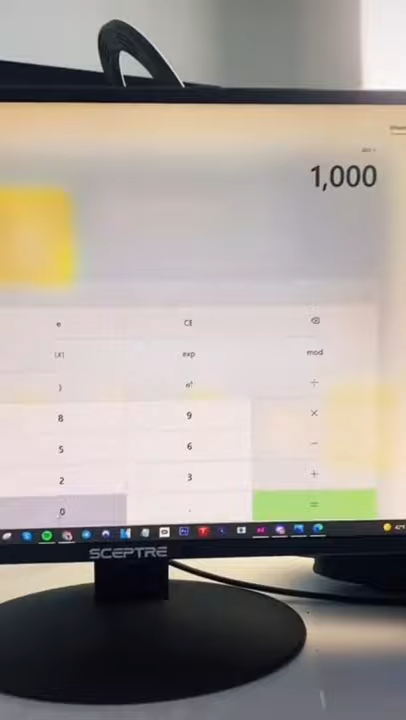 1,000
e
CE
|x|
exp
mod
)
n!
÷
8
9
×
5
6
−
2
3
+
0
.
=
SCEPTRE